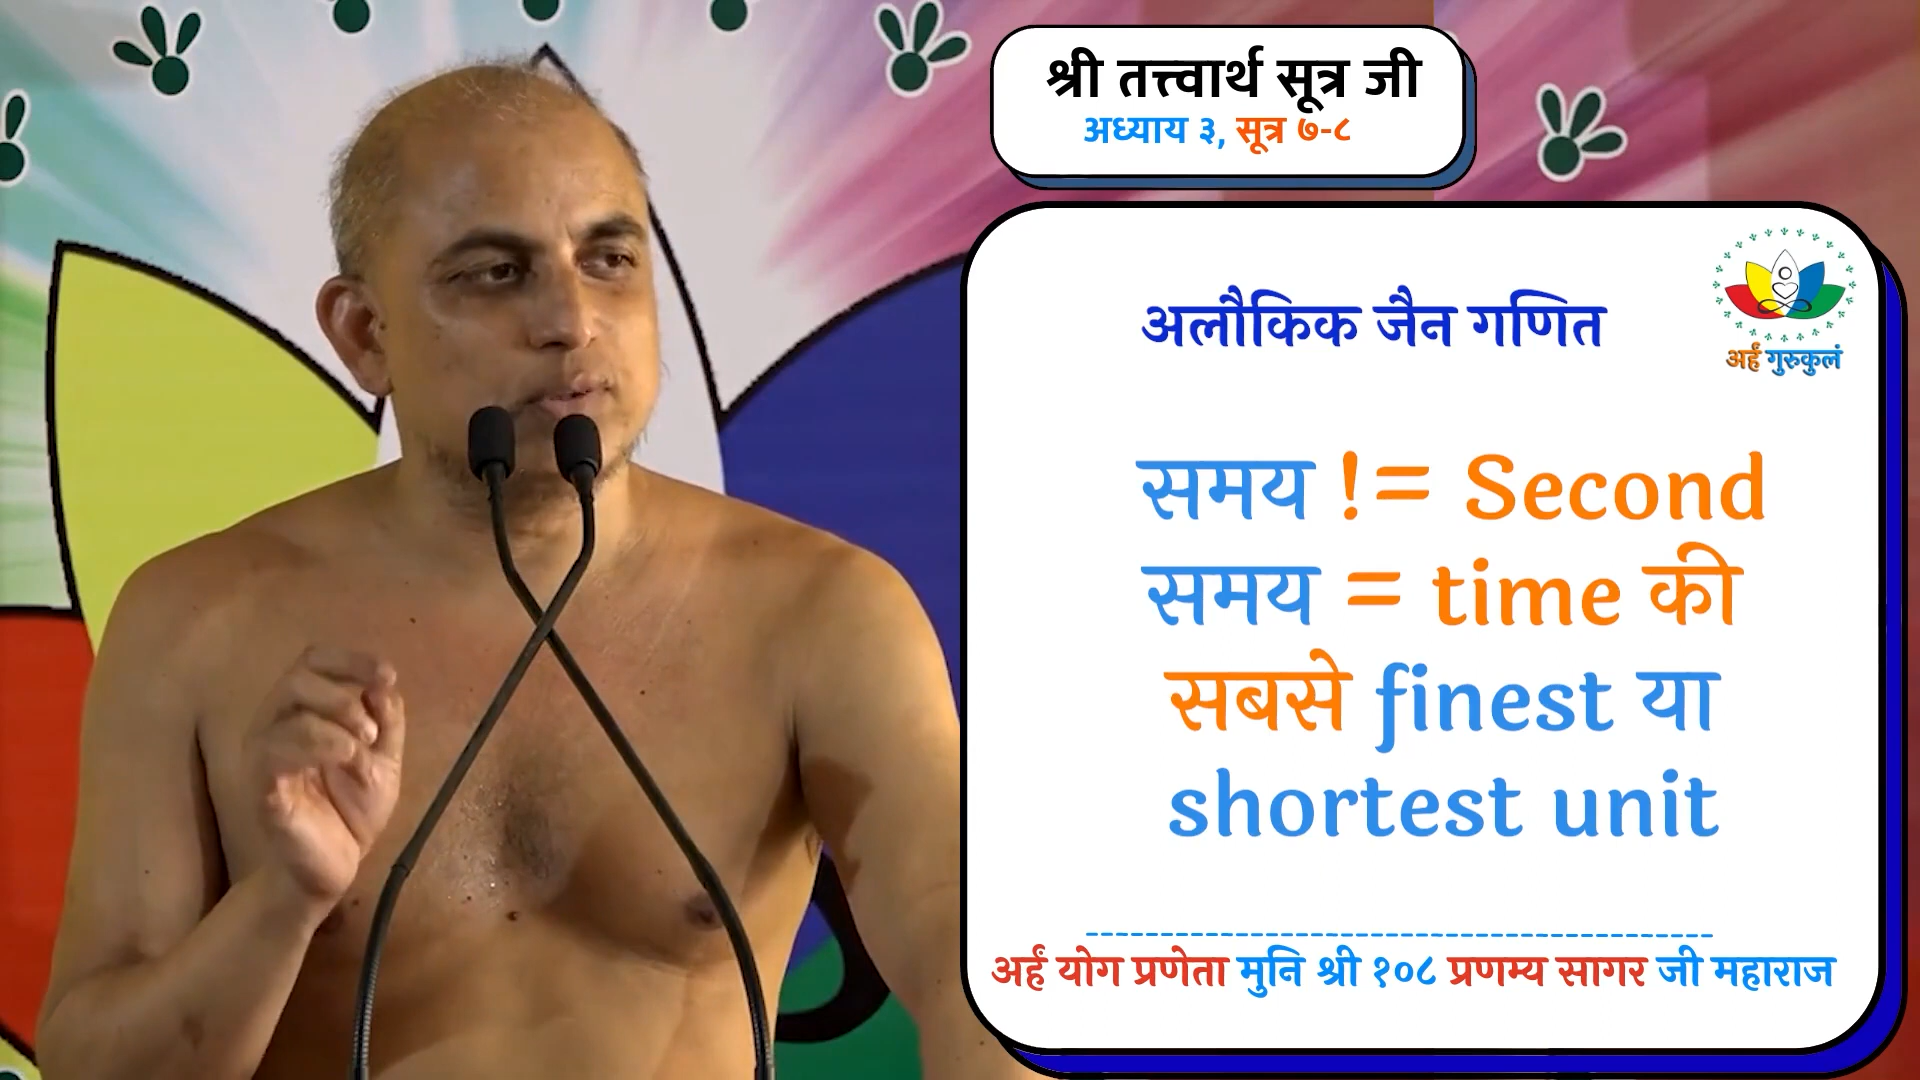 श्री तत्त्वार्थ सूत्र जी
अध्याय ३, सूत्र ७-८
अर्हं गुरुकुलं
अलौकिक जैन गणित
समय != Second
समय = time की
सबसे finest या
shortest unit
अर्हं योग प्रणेता मुनि श्री १०८ प्रणम्य सागर जी महाराज